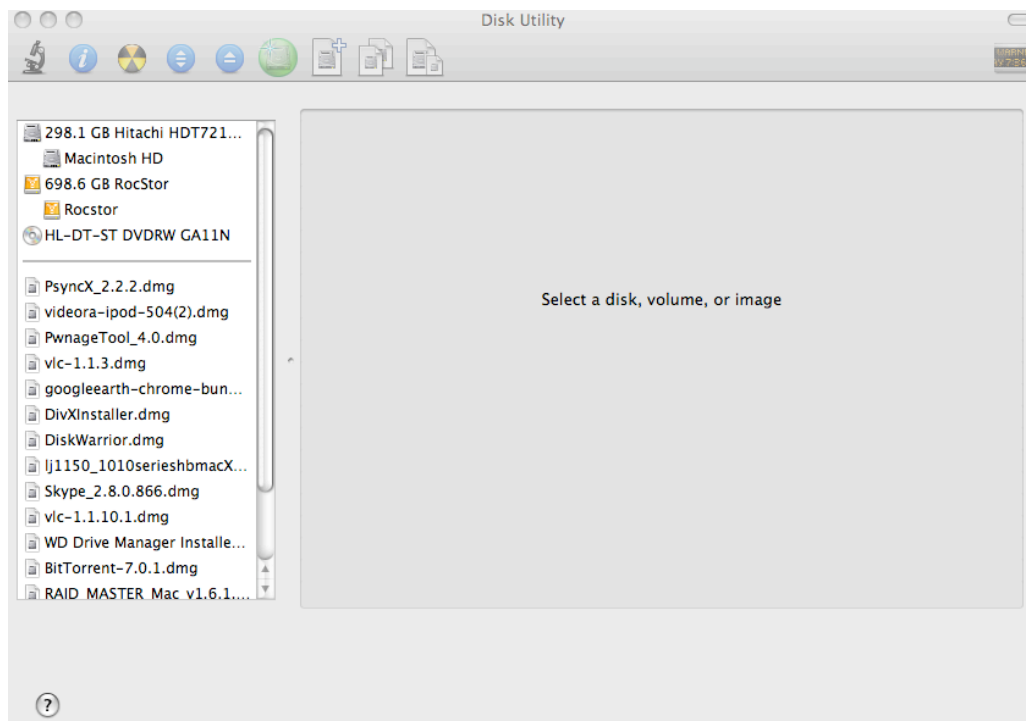 Disk Utility
298.1 GB Hitachi HDT721...
Macintosh HD
698.6 GB RocStor
Rocstor
HL-DT-ST DVDRW GA11N
PsyncX_2.2.2.dmg
videora-ipod-504(2).dmg
PwnageTool_4.0.dmg
vlc-1.1.3.dmg
googleearth-chrome-bun...
DivXInstaller.dmg
DiskWarrior.dmg
lj1150_1010serieshbmacX...
Skype_2.8.0.866.dmg
vlc-1.1.10.1.dmg
WD Drive Manager Installe...
BitTorrent-7.0.1.dmg
RAID_MASTER_Mac_v1.6.1....
Select a disk, volume, or image
?